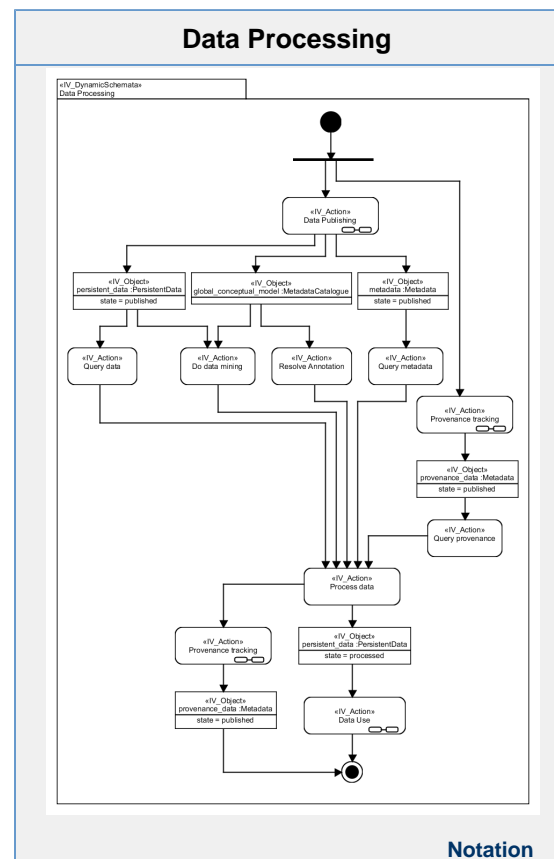 Data Processing
«IV_DynamicSchemata»
Data Processing
«IV_Action»
Data Publishing
«IV_Object»
persistent_data :PersistentData
state = published
«IV_Object»
global_conceptual_model :MetadataCatalogue
«IV_Object»
metadata :Metadata
state = published
«IV_Action»
Query data
«IV_Action»
Do data mining
«IV_Action»
Resolve Annotation
«IV_Action»
Query metadata
«IV_Action»
Provenance tracking
«IV_Object»
provenance_data :Metadata
state = published
«IV_Action»
Query provenance
«IV_Action»
Process data
«IV_Action»
Provenance tracking
«IV_Object»
persistent_data :PersistentData
state = processed
«IV_Object»
provenance_data :Metadata
state = published
«IV_Action»
Data Use
Notation